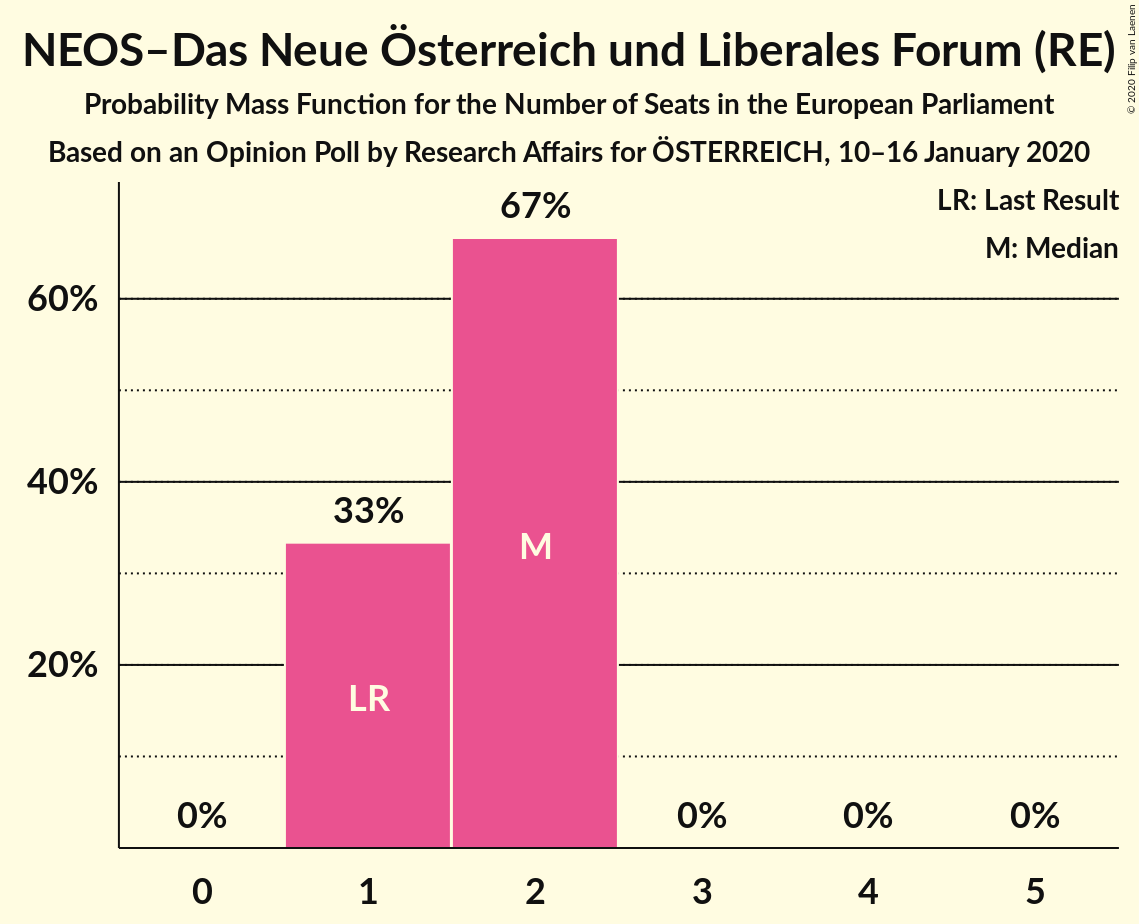 NEOS–Das Neue Österreich und Liberales Forum (RE)
Probability Mass Function for the Number of Seats in the European Parliament
Based on an Opinion Poll by Research Affairs for ÖSTERREICH, 10–16 January 2020
© 2020 Filip van Laenen
LR: Last Result
M: Median
67%
60%
40%
33%
M
20%
LR
0%
0%
0%
0%
0 1 2 3 4 5